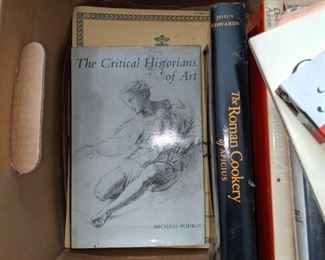 The Critical Historians
of Art
MICHAEL PODRO
JOHN
EDWARDS
The Roman Cookery
of APICIUS